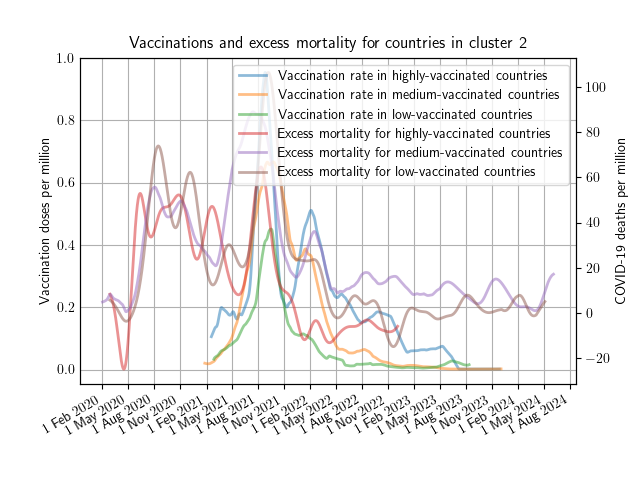 Vaccinations and excess mortality for countries in cluster 2
Vaccination rate in highly-vaccinated countries
Vaccination rate in medium-vaccinated countries
Vaccination rate in low-vaccinated countries
Excess mortality for highly-vaccinated countries
Excess mortality for medium-vaccinated countries
Excess mortality for low-vaccinated countries
Vaccination doses per million
1.0
0.8
0.6
0.4
0.2
0.0
COVID-19 deaths per million
100
80
60
40
20
0
−20
1 Feb 2020
1 May 2020
1 Aug 2020
1 Nov 2020
1 Feb 2021
1 May 2021
1 Aug 2021
1 Nov 2021
1 Feb 2022
1 May 2022
1 Aug 2022
1 Nov 2022
1 Feb 2023
1 May 2023
1 Aug 2023
1 Nov 2023
1 Feb 2024
1 May 2024
1 Aug 2024